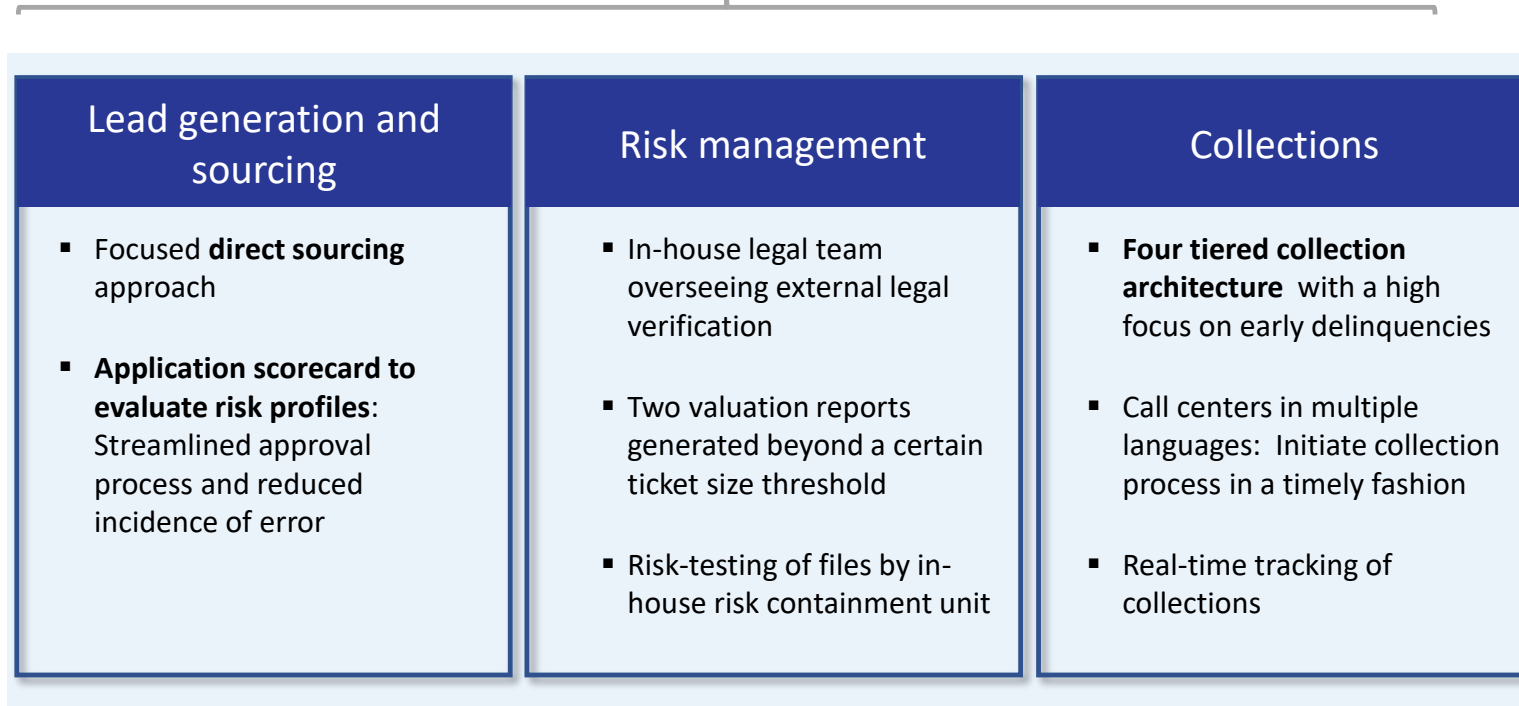 Lead generation and
sourcing
▪ Focused direct sourcing
approach
▪ Application scorecard to
evaluate risk profiles:
Streamlined approval
process and reduced
incidence of error
Risk management
▪ In-house legal team
overseeing external legal
verification
▪ Two valuation reports
generated beyond a certain
ticket size threshold
▪ Risk-testing of files by in-
house risk containment unit
Collections
▪ Four tiered collection
architecture with a high
focus on early delinquencies
▪ Call centers in multiple
languages: Initiate collection
process in a timely fashion
▪ Real-time tracking of
collections